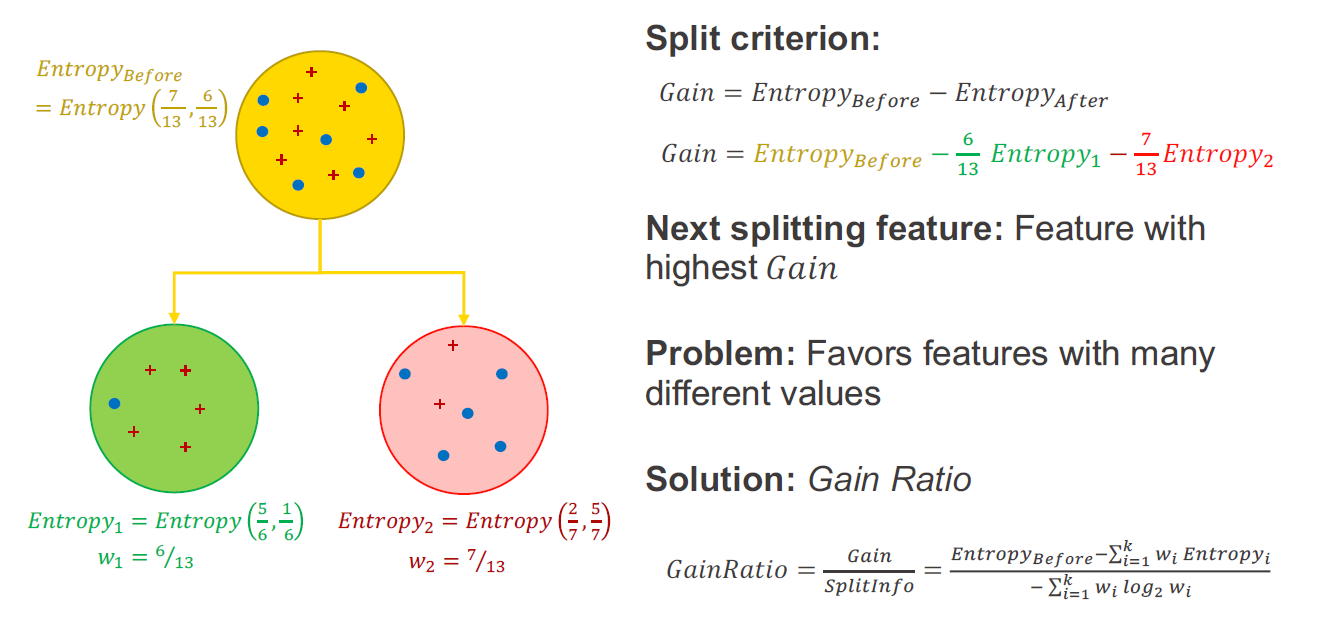 Entropy_Before
= Entropy(7/13, 6/13)
Entropy_1 = Entropy(5/6, 1/6)
w_1 = 6/13
Entropy_2 = Entropy(2/7, 5/7)
w_2 = 7/13
Split criterion:
Gain = Entropy_Before − Entropy_After
Gain = Entropy_Before − 6/13 Entropy_1 − 7/13 Entropy_2
Next splitting feature: Feature with
highest Gain
Problem: Favors features with many
different values
Solution: Gain Ratio
GainRatio = Gain/SplitInfo = (Entropy_Before − ∑_{i=1}^{k} w_i Entropy_i)/(− ∑_{i=1}^{k} w_i log_2 w_i)